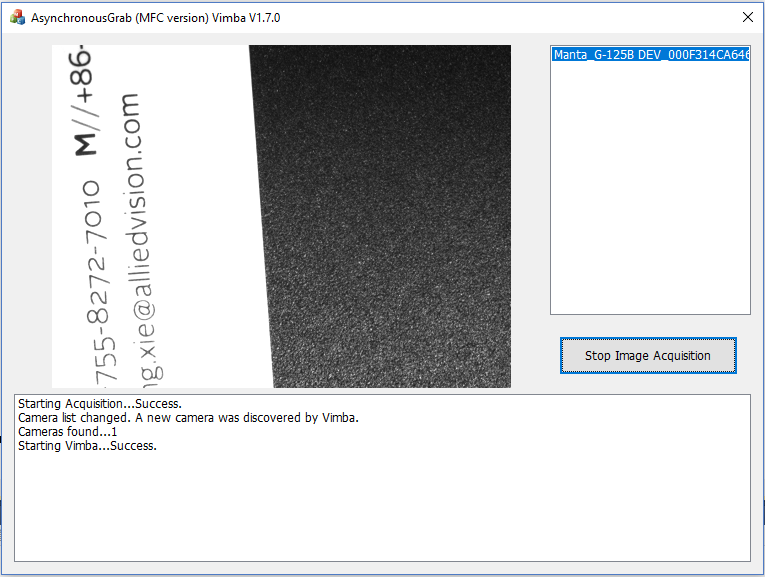 AsynchronousGrab (MFC version) Vimba V1.7.0
M//+86-
-755-8272-7010
ng.xie@alliedvision.com
Manta_G-125B DEV_000F314CA646
Stop Image Acquisition
Starting Acquisition...Success.
Camera list changed. A new camera was discovered by Vimba.
Cameras found...1
Starting Vimba...Success.